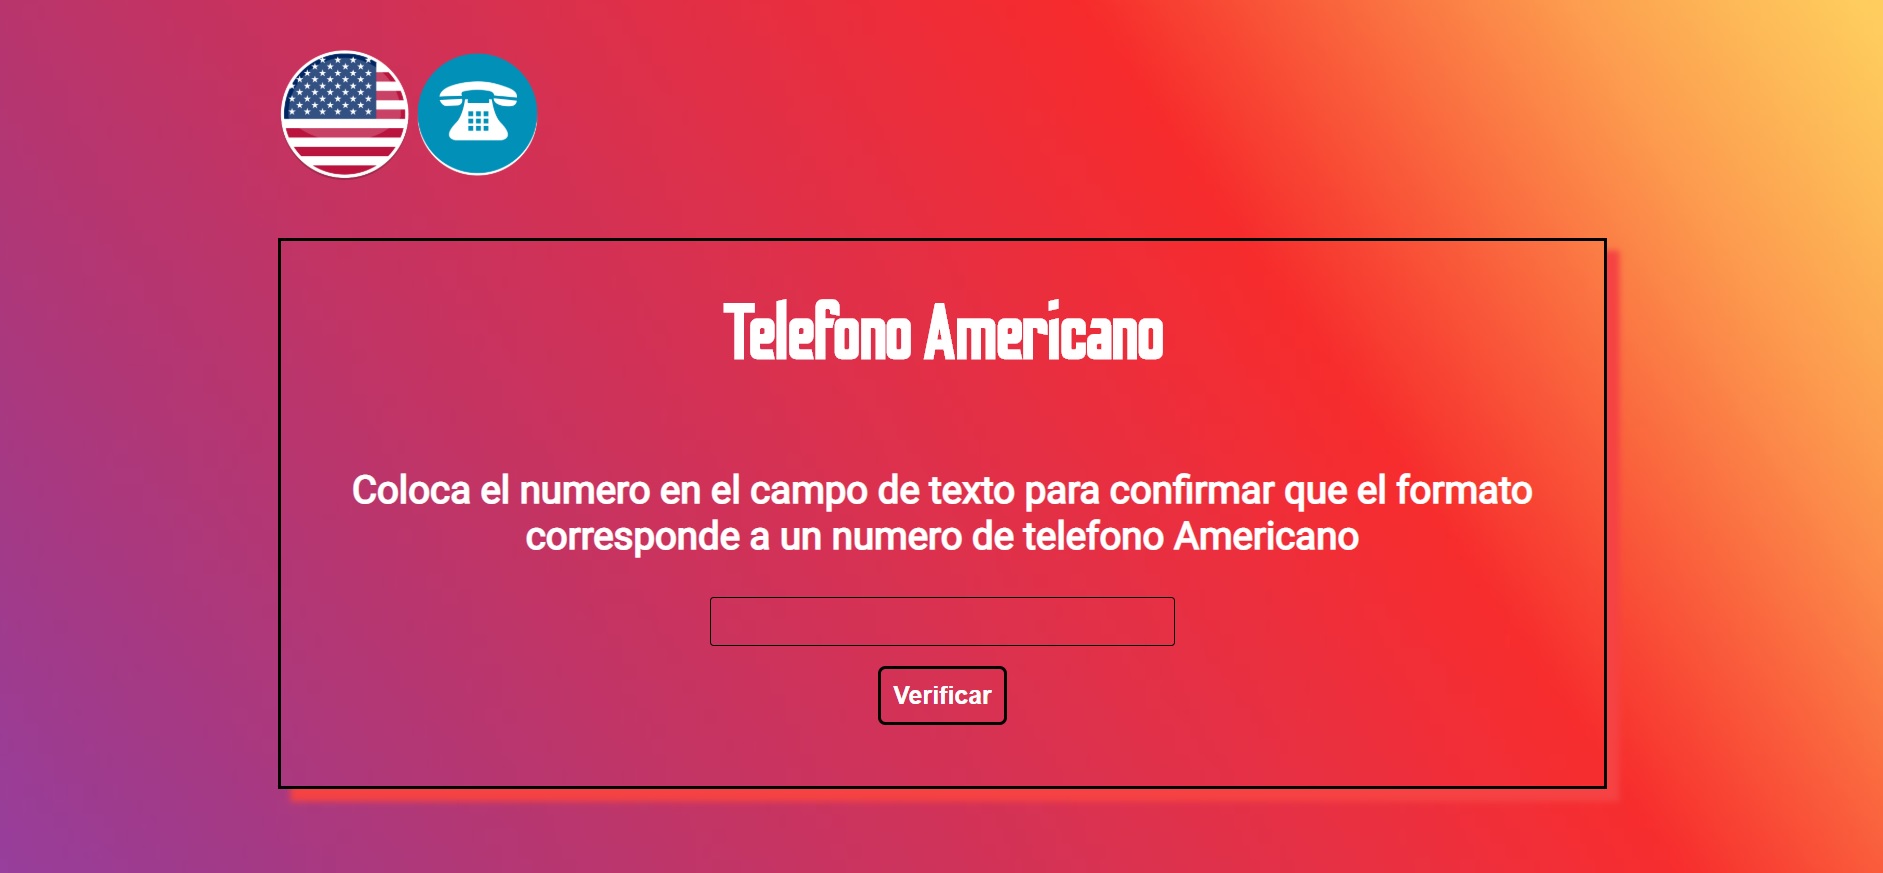 Telefono Americano
Coloca el numero en el campo de texto para confirmar que el formato
corresponde a un numero de telefono Americano
Verificar